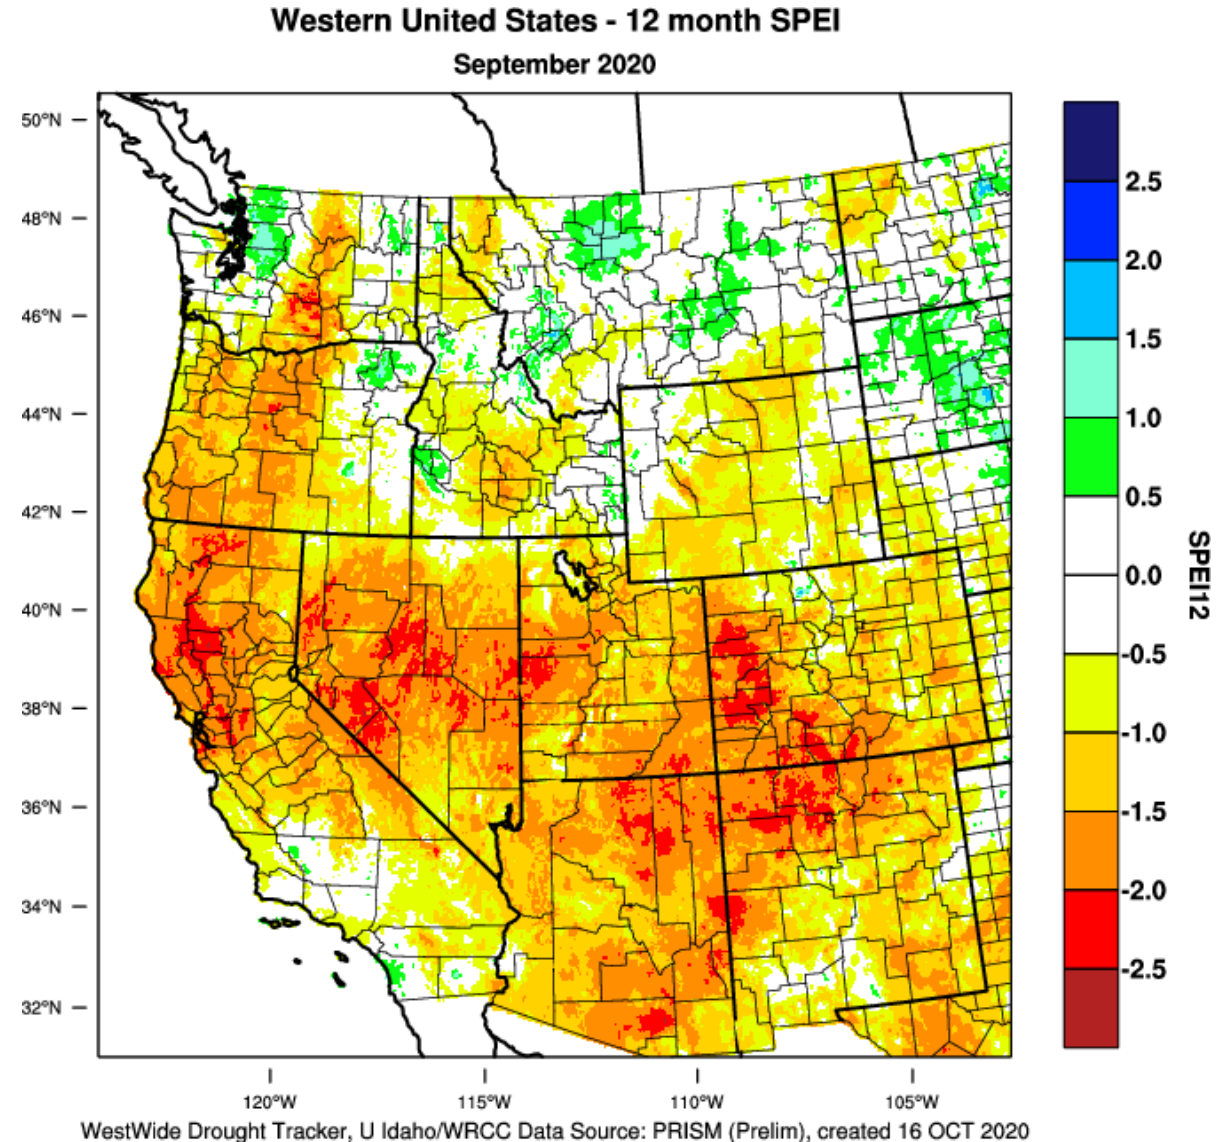 Western United States - 12 month SPEI
September 2020
50°N
48°N
46°N
44°N
42°N
40°N
38°N
36°N
34°N
32°N
120°W
115°W
110°W
105°W
2.5
2.0
1.5
1.0
0.5
0.0
-0.5
-1.0
-1.5
-2.0
-2.5
SPEI12
WestWide Drought Tracker, U Idaho/WRCC Data Source: PRISM (Prelim), created 16 OCT 2020